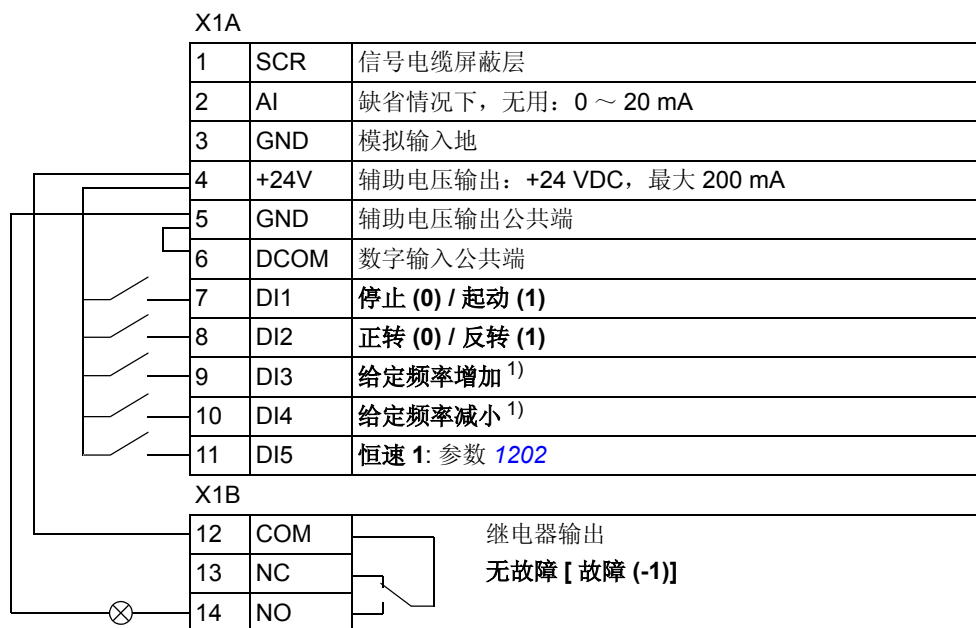 X1A
1 SCR 信号电缆屏蔽层
2 AI 缺省情况下，无用：0 ～ 20 mA
3 GND 模拟输入地
4 +24V 辅助电压输出：+24 VDC，最大 200 mA
5 GND 辅助电压输出公共端
6 DCOM 数字输入公共端
7 DI1 停止 (0) / 起动 (1)
8 DI2 正转 (0) / 反转 (1)
9 DI3 给定频率增加 1)
10 DI4 给定频率减小 1)
11 DI5 恒速 1: 参数 1202
X1B
12 COM 继电器输出
13 NC 无故障 [ 故障 (-1)]
14 NO